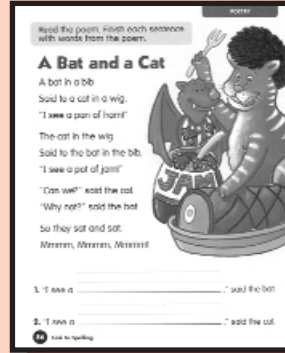 POETRY
Read the poem. Finish each sentence
with words from the poem.
A Bat and a Cat
A bat in a bib
Said to a cat in a wig,
"I see a pan of ham!"
The cat in the wig
Said to the bat in the bib,
"I see a pot of jam!"
"Can we?" said the cat.
"Why not?" said the bat.
So they sat and sat.
Mmmm, Mmmm, Mmmm!
JAM
1. "I see a ," said the bat.
2. "I see a ," said the cat.
Link to Spelling